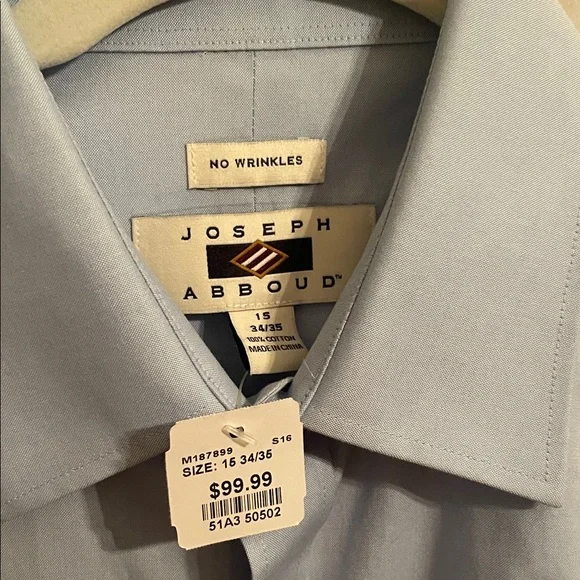 NO WRINKLES
JOSEPH
ABBOUD™
15
34/35
100% COTTON
MADE IN CHINA
M187899 S16
SIZE: 15 34/35
$99.99
51A3 50502